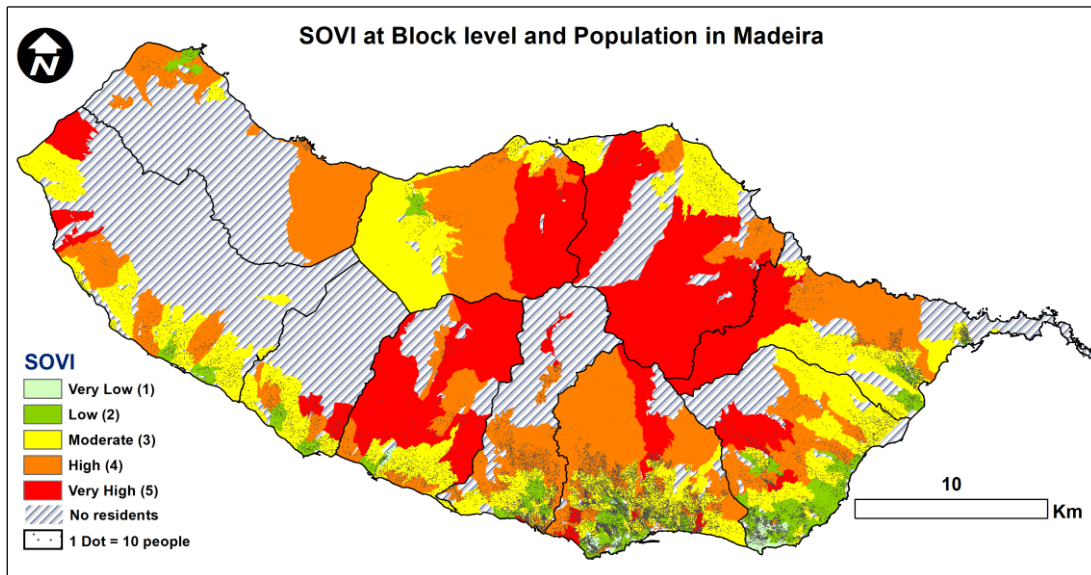 SOVI at Block level and Population in Madeira
N
SOVI
Very Low (1)
Low (2)
Moderate (3)
High (4)
Very High (5)
No residents
1 Dot = 10 people
10
Km